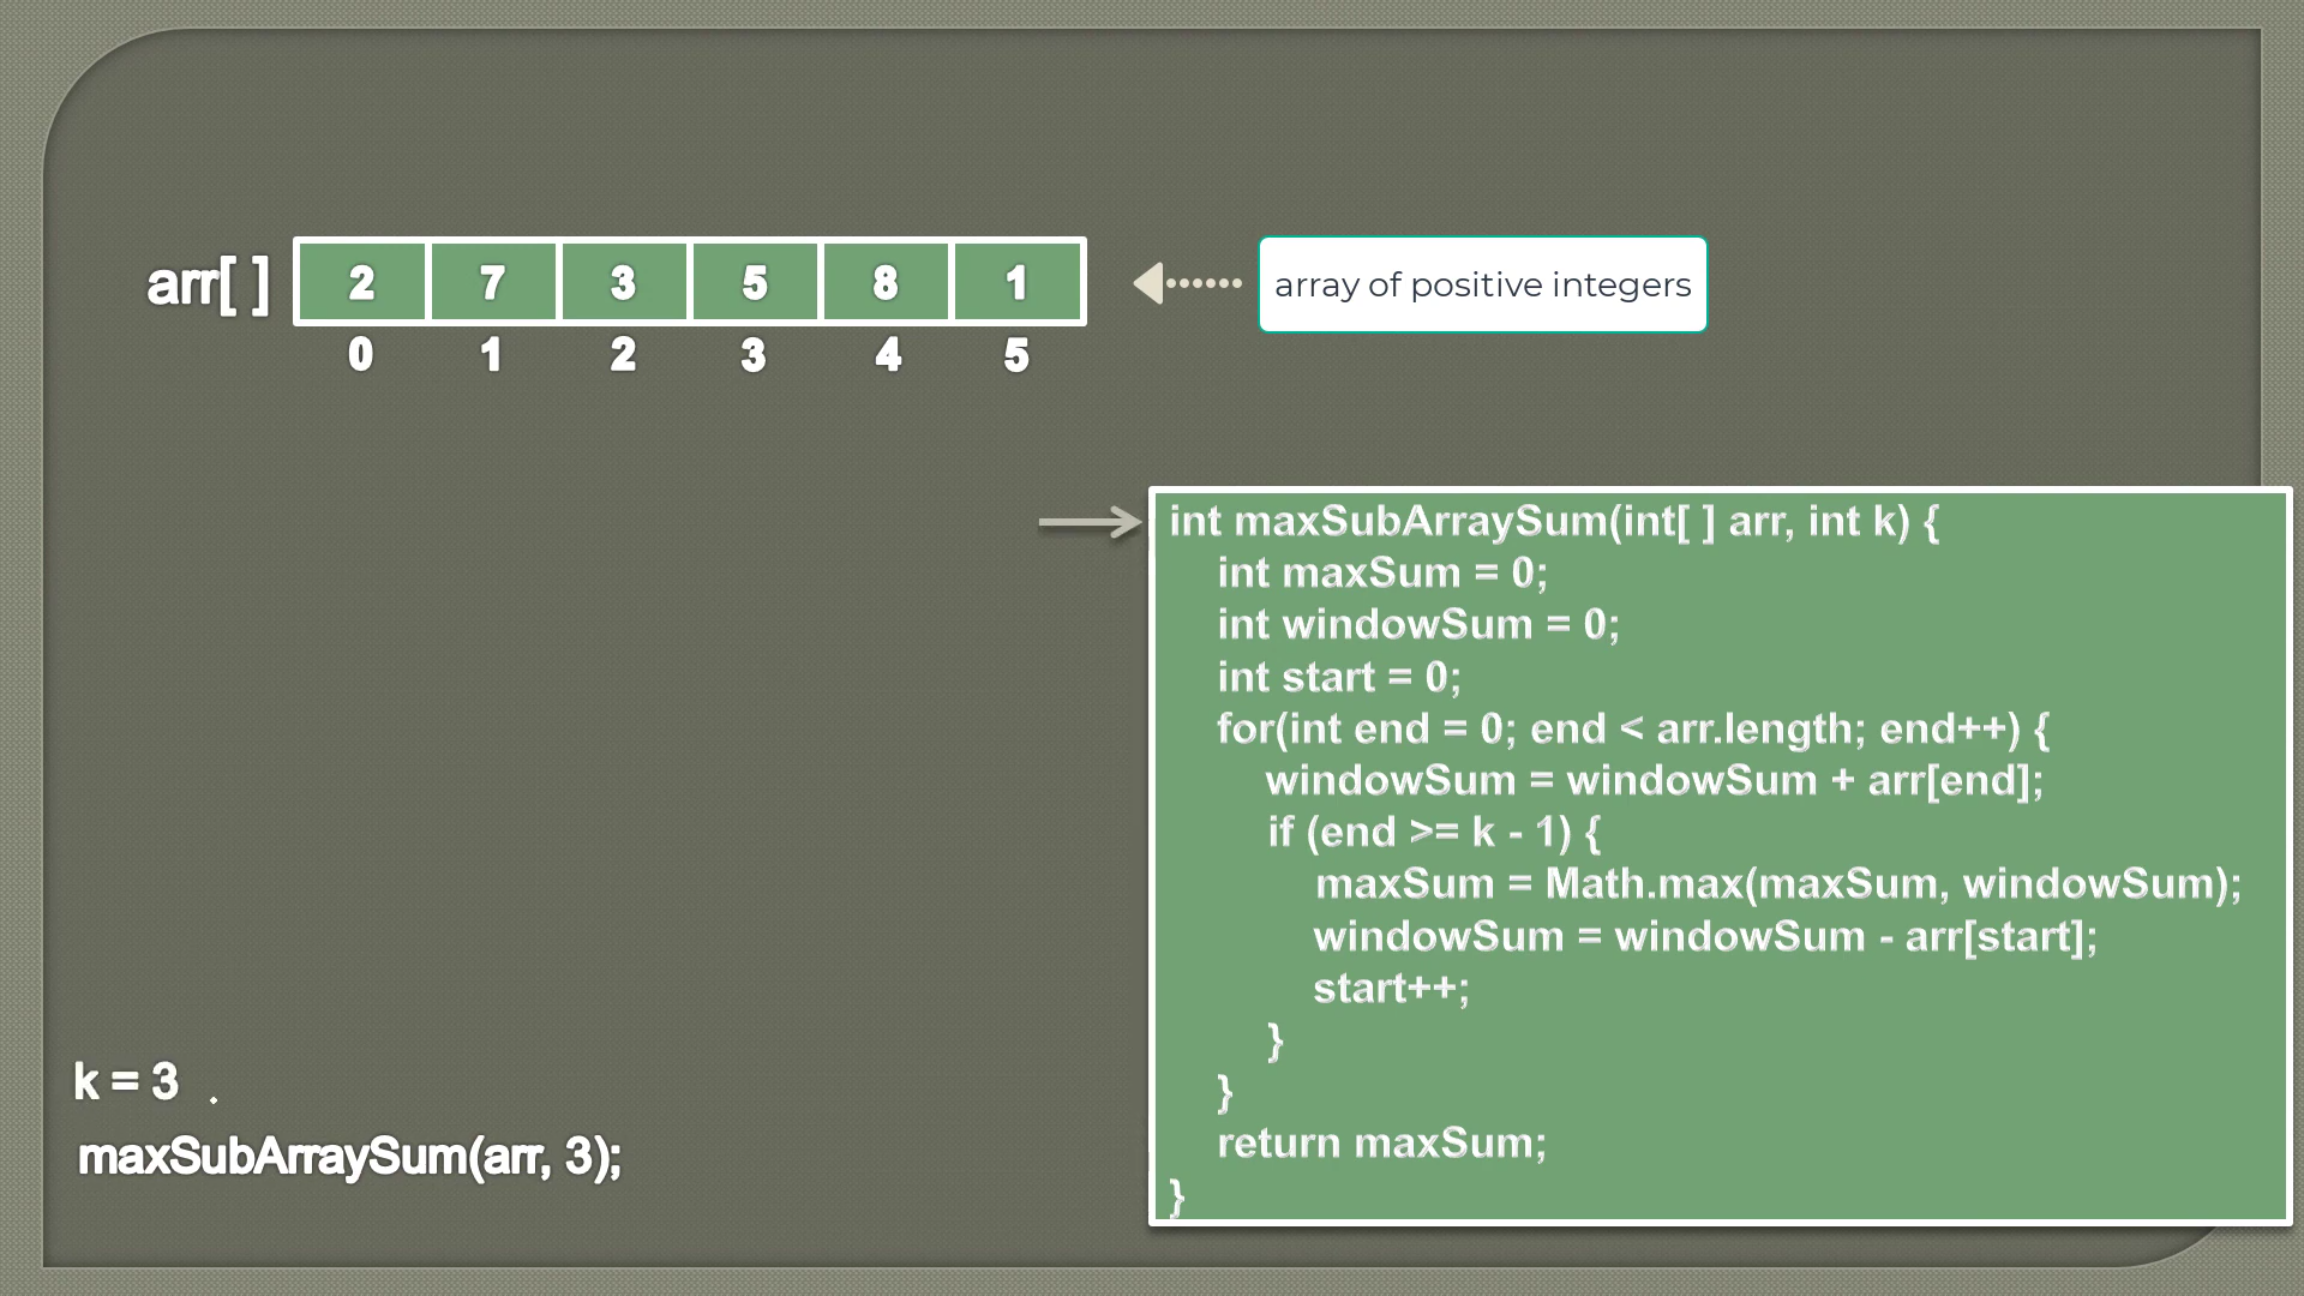 arr[ ] 2 7 3 5 8 1
array of positive integers
0 1 2 3 4 5
int maxSubArraySum(int[ ] arr, int k) {
int maxSum = 0;
int windowSum = 0;
int start = 0;
for(int end = 0; end < arr.length; end++) {
windowSum = windowSum + arr[end];
if (end >= k - 1) {
maxSum = Math.max(maxSum, windowSum);
windowSum = windowSum - arr[start];
start++;
}
}
return maxSum;
}
k = 3 .
maxSubArraySum(arr, 3);